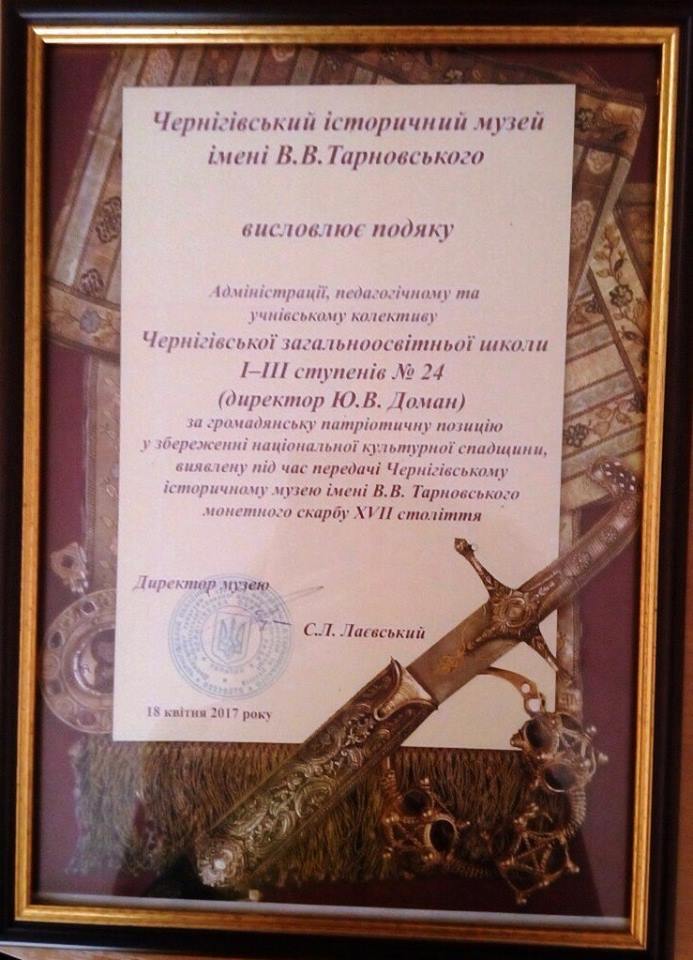 Чернігівський історичний музей
імені В.В.Тарновського
висловлює подяку
Адміністрації, педагогічному та
учнівському колективу
Чернігівської загальноосвітньої школи
І–ІІІ ступенів № 24
(директор Ю.В. Доман)
за громадянську патріотичну позицію
у збереженні національної культурної спадщини,
виявлену під час передачі Чернігівському
історичному музею імені В.В. Тарновського
монетного скарбу XVII століття
Директор музею
С.Л. Лаєвський
18 квітня 2017 року